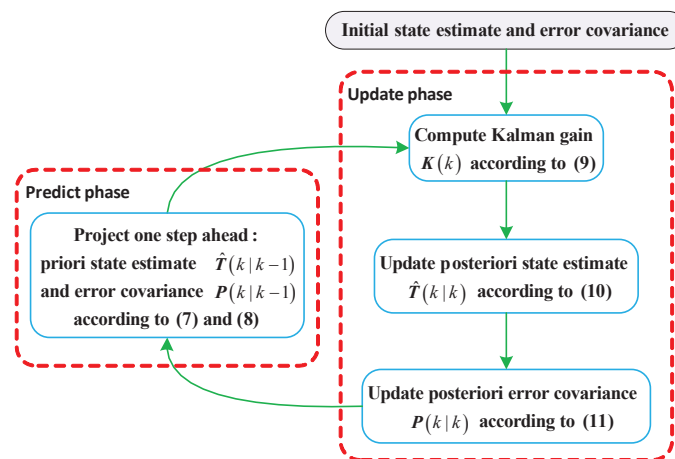 Initial state estimate and error covariance
Update phase
Compute Kalman gain
K(k) according to (9)
Predict phase
Project one step ahead :
priori state estimate T̂(k|k−1)
and error covariance P(k|k−1)
according to (7) and (8)
Update posteriori state estimate
T̂(k|k) according to (10)
Update posteriori error covariance
P(k|k) according to (11)